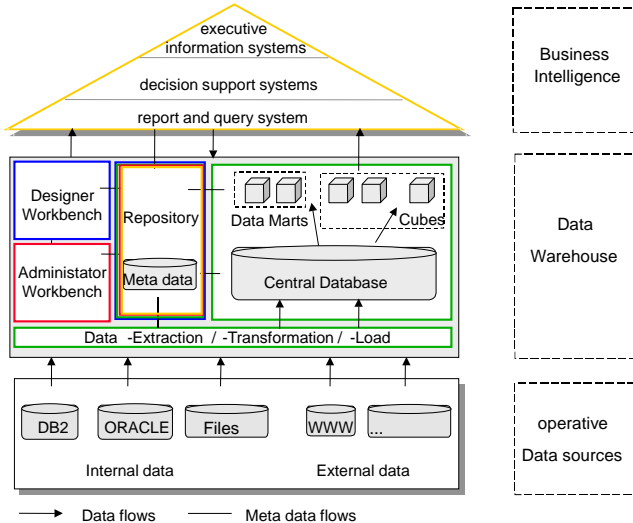 executive
information systems
decision support systems
report and query system
Business
Intelligence
Designer
Workbench
Repository
Data Marts
Cubes
Data
Warehouse
Administator
Workbench
Meta data
Central Database
Data -Extraction / -Transformation / -Load
DB2
ORACLE
Files
WWW
...
operative
Data sources
Internal data
External data
Data flows
Meta data flows